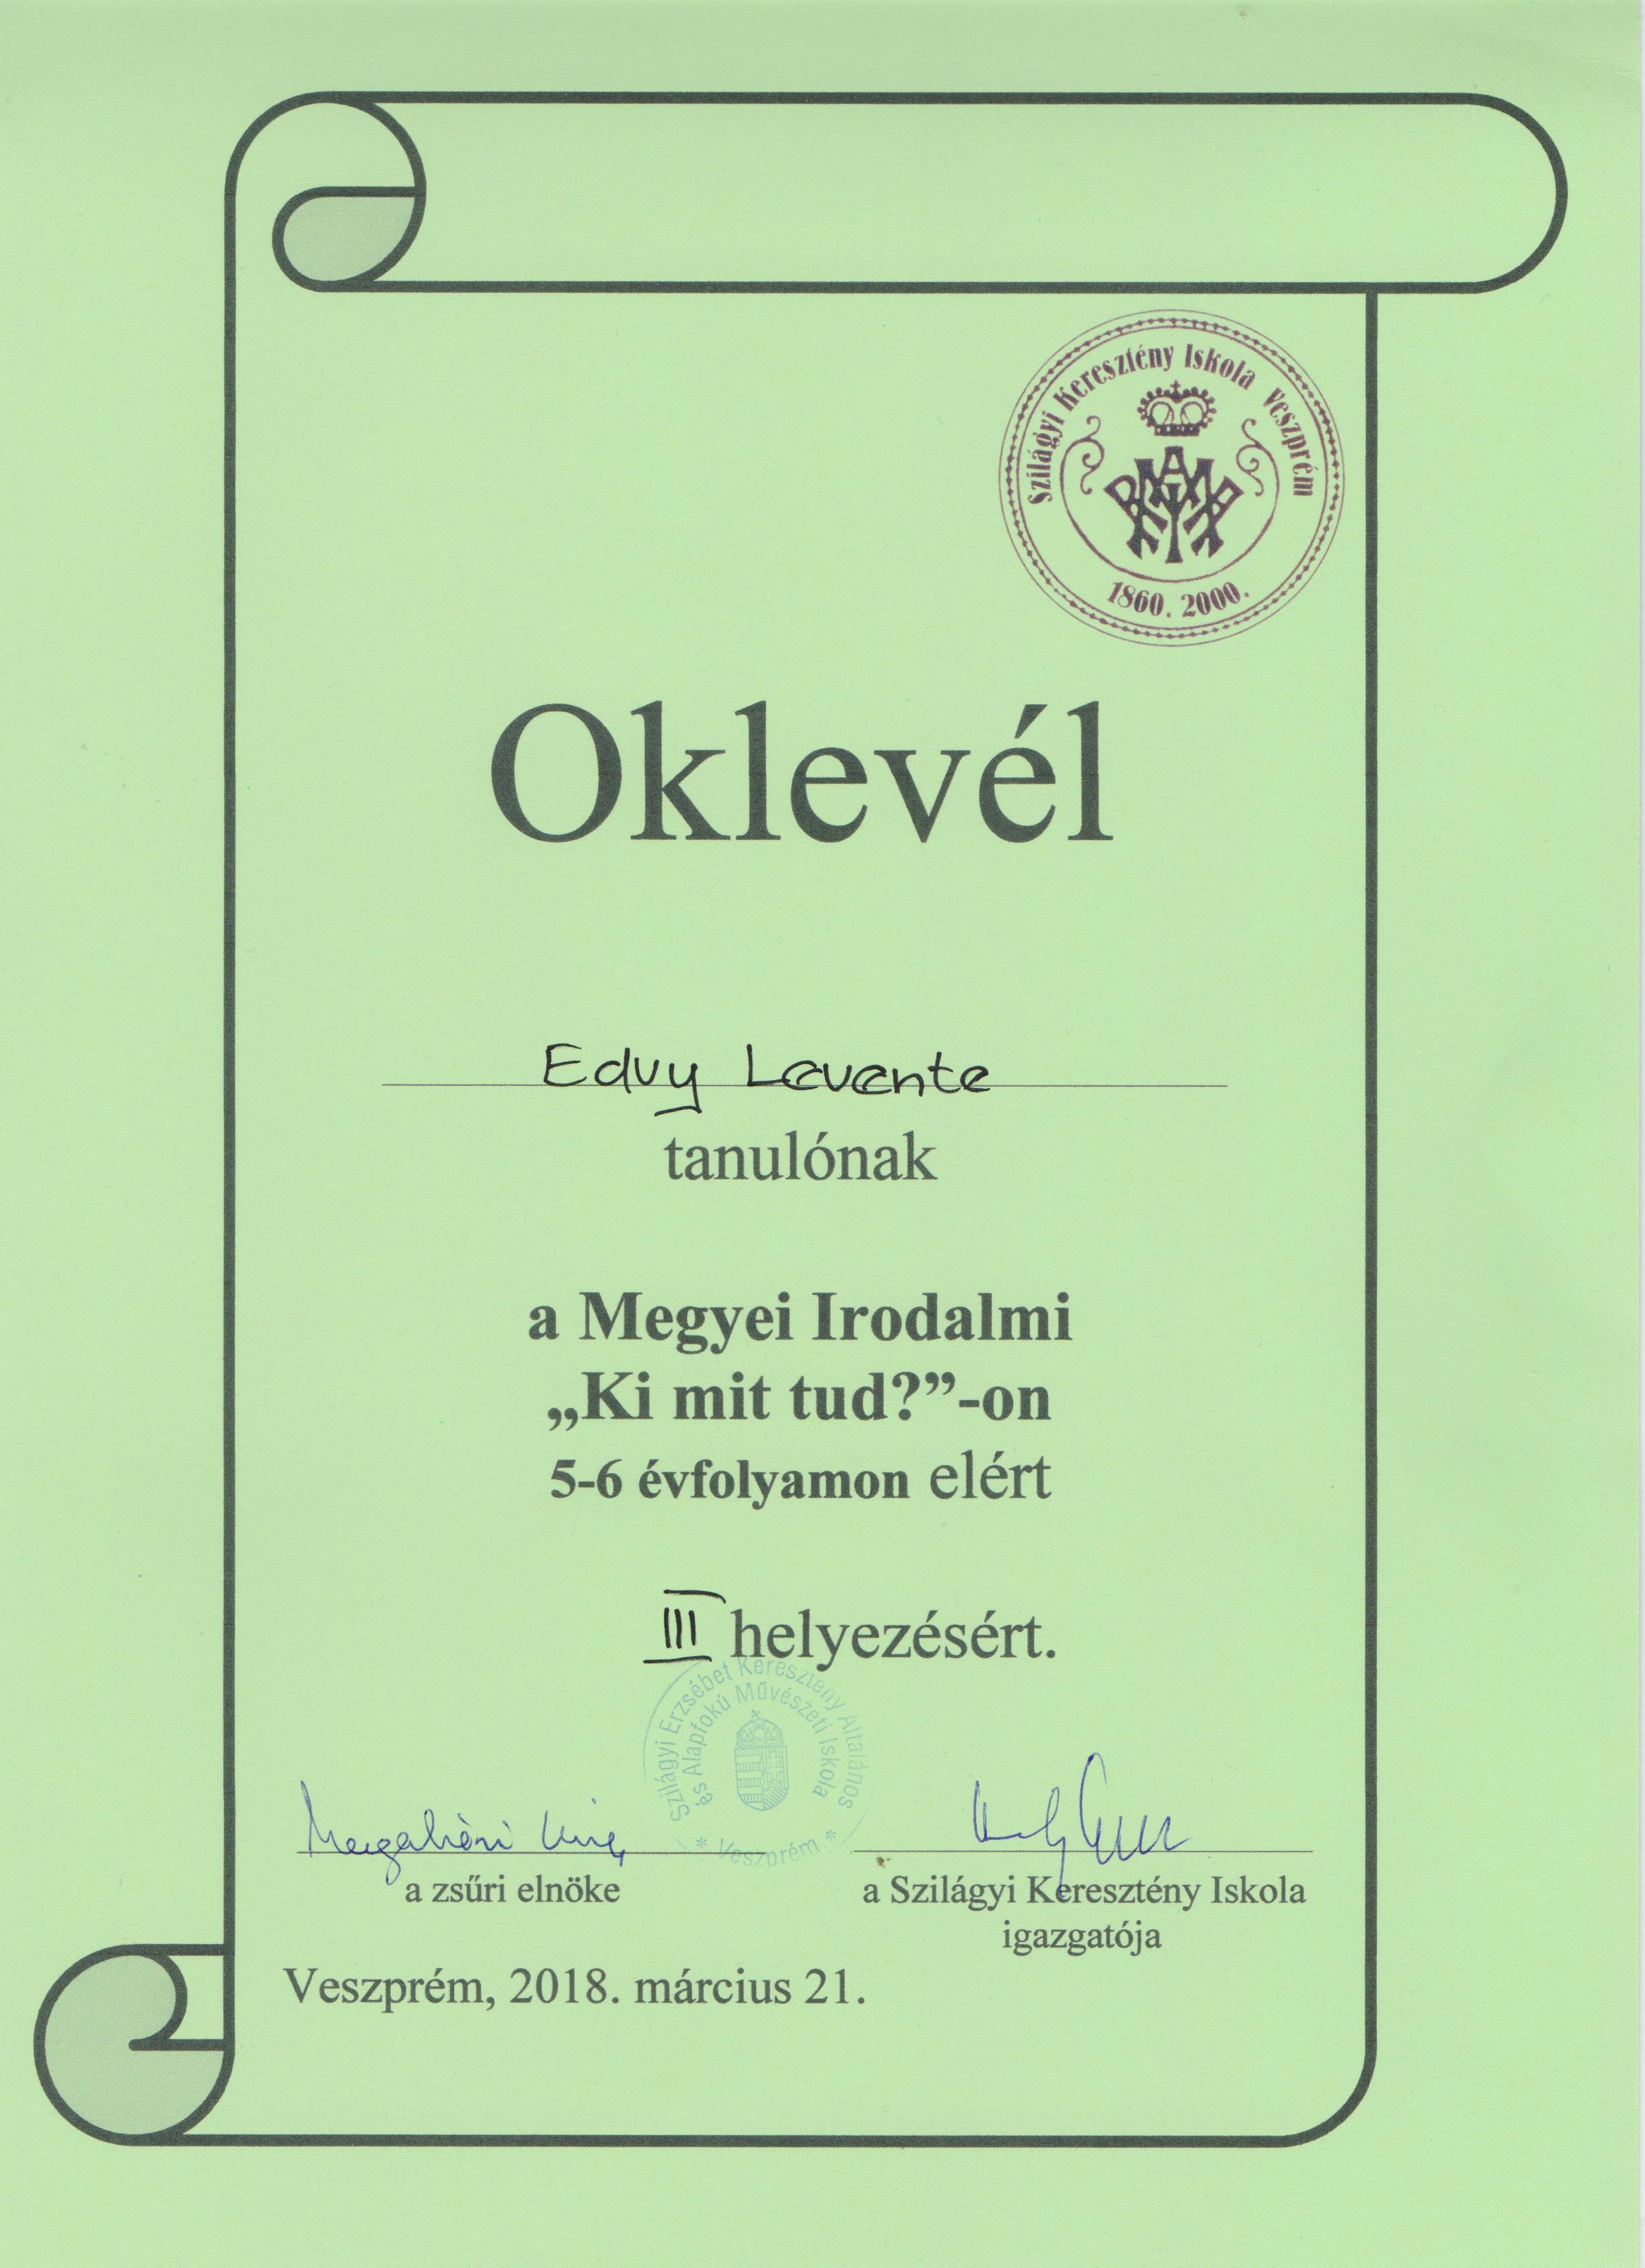 Szilágyi Keresztény Iskola Veszprém
1860. 2000.
Oklevél
Edvy Levente
tanulónak
a Megyei Irodalmi
„Ki mit tud?”-on
5-6 évfolyamon elért
III helyezésért.
Szilágyi Erzsébet Keresztény Általános
és Alapfokú Művészeti Iskola
* Veszprém *
a zsűri elnöke
a Szilágyi Keresztény Iskola
igazgatója
Veszprém, 2018. március 21.